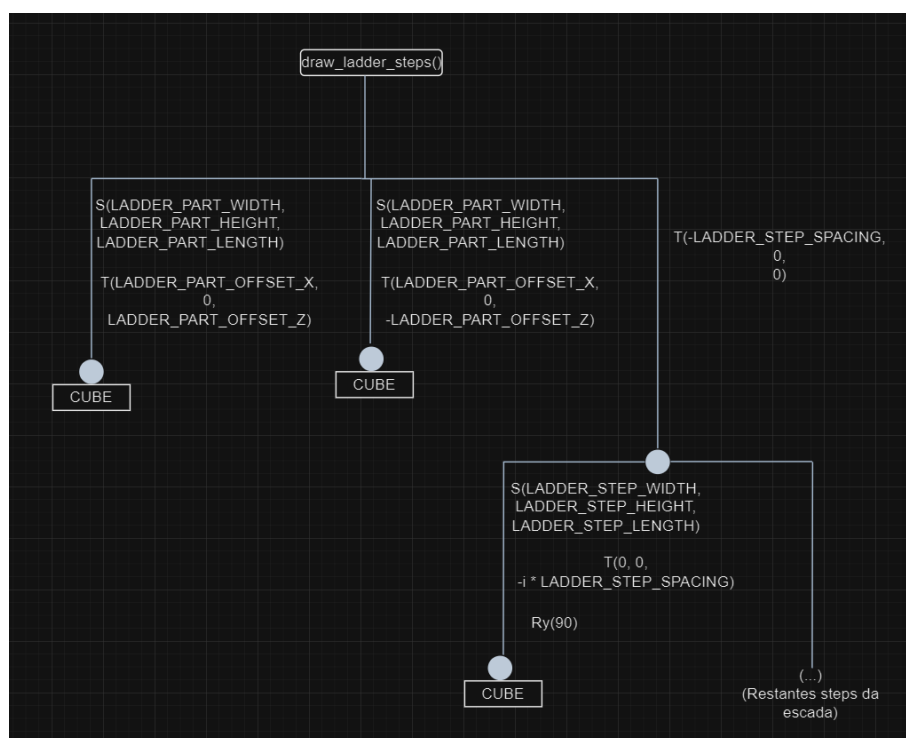 draw_ladder_steps()
S(LADDER_PART_WIDTH,
LADDER_PART_HEIGHT,
LADDER_PART_LENGTH)
T(LADDER_PART_OFFSET_X,
0,
LADDER_PART_OFFSET_Z)
CUBE
S(LADDER_PART_WIDTH,
LADDER_PART_HEIGHT,
LADDER_PART_LENGTH)
T(LADDER_PART_OFFSET_X,
0,
-LADDER_PART_OFFSET_Z)
CUBE
T(-LADDER_STEP_SPACING,
0,
0)
S(LADDER_STEP_WIDTH,
LADDER_STEP_HEIGHT,
LADDER_STEP_LENGTH)
T(0, 0,
-i * LADDER_STEP_SPACING)
Ry(90)
CUBE
(...)
(Restantes steps da
escada)